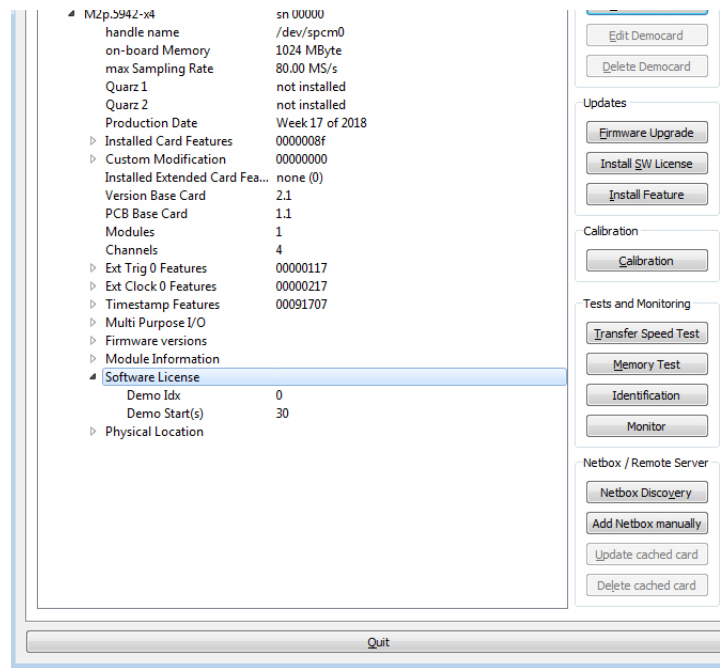 M2p.5942-x4 sn 00000
handle name /dev/spcm0
on-board Memory 1024 MByte
max Sampling Rate 80.00 MS/s
Quarz 1 not installed
Quarz 2 not installed
Production Date Week 17 of 2018
Installed Card Features 0000008f
Custom Modification 00000000
Installed Extended Card Fea... none (0)
Version Base Card 2.1
PCB Base Card 1.1
Modules 1
Channels 4
Ext Trig 0 Features 00000117
Ext Clock 0 Features 00000217
Timestamp Features 00091707
Multi Purpose I/O
Firmware versions
Module Information
Software License
Demo Idx 0
Demo Start(s) 30
Physical Location
Edit Democard
Delete Democard
Updates
Firmware Upgrade
Install SW License
Install Feature
Calibration
Calibration
Tests and Monitoring
Transfer Speed Test
Memory Test
Identification
Monitor
Netbox / Remote Server
Netbox Discovery
Add Netbox manually
Update cached card
Delete cached card
Quit